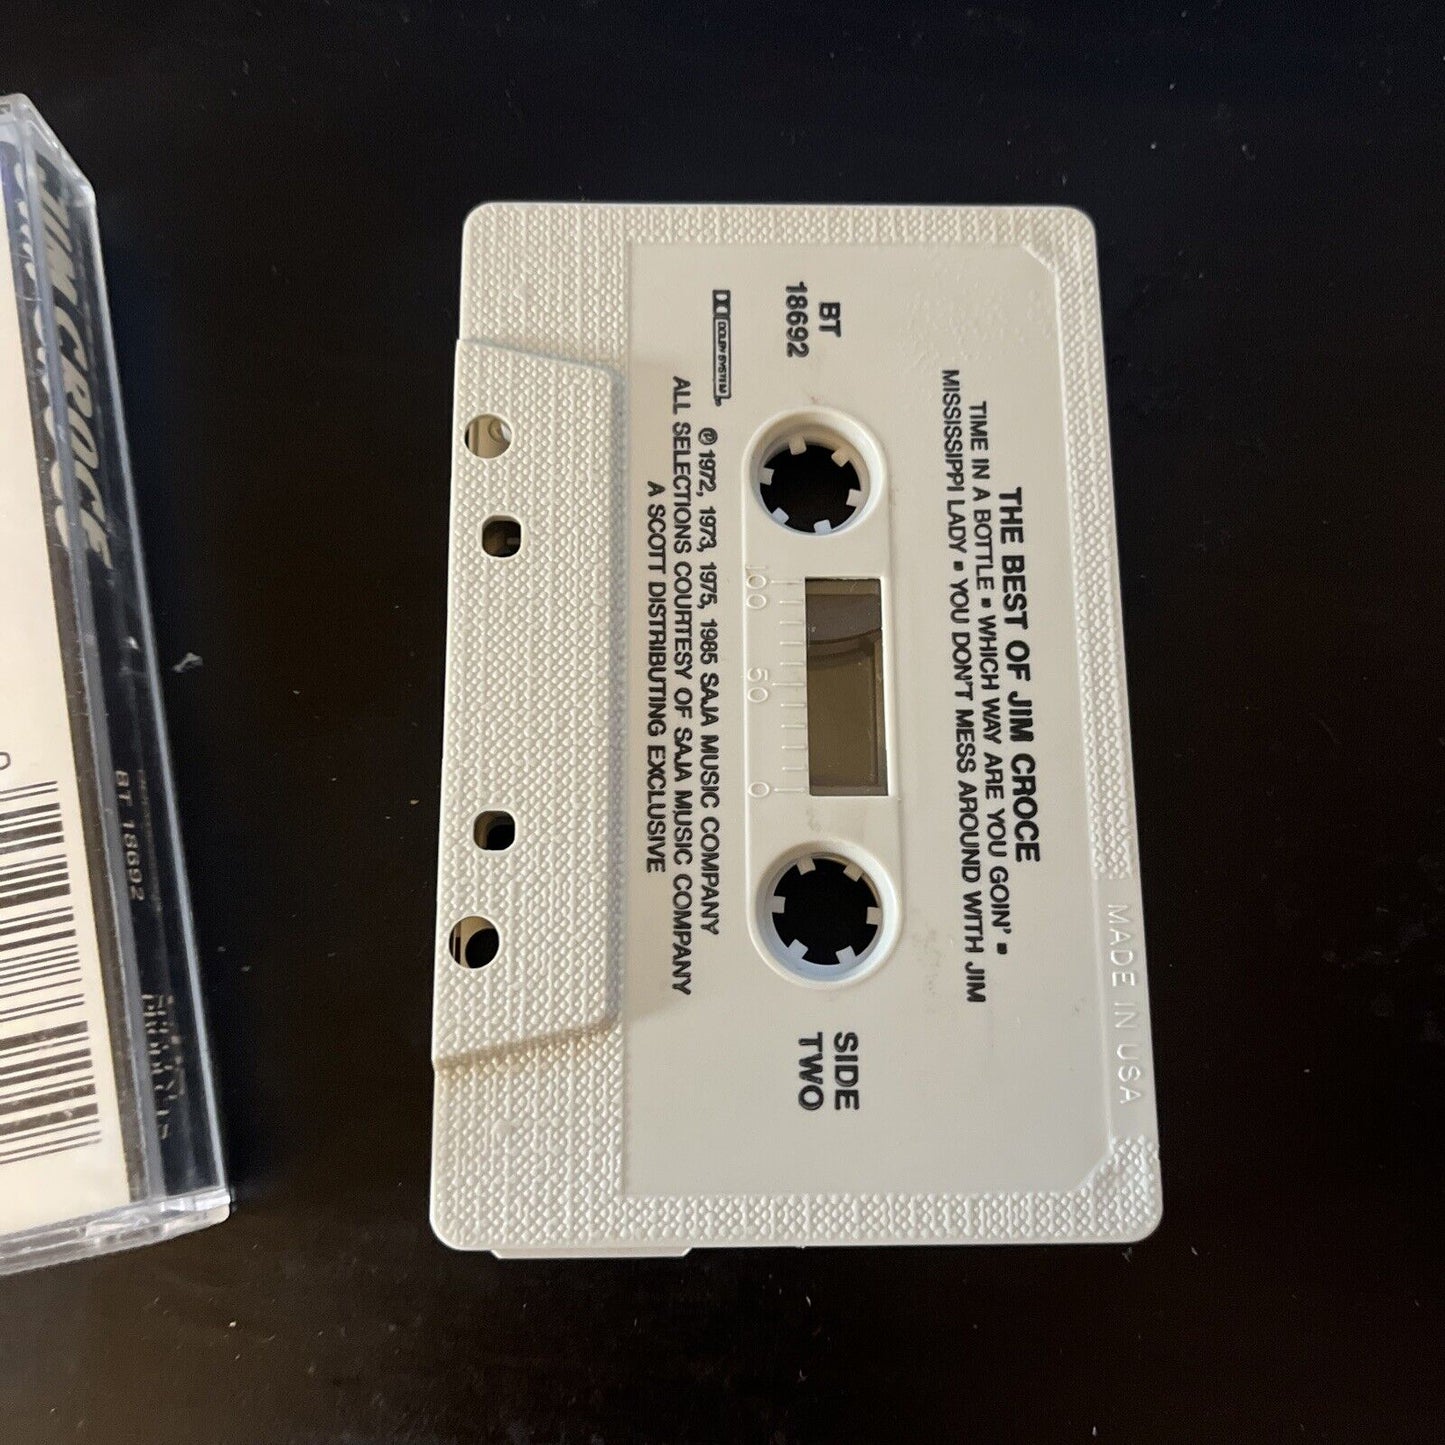 THE BEST OF JIM CROCE
TIME IN A BOTTLE ▪ WHICH WAY ARE YOU GOIN' ▪
MISSISSIPPI LADY ▪ YOU DON'T MESS AROUND WITH JIM
BT
18692
SIDE
TWO
100 50 0
DOLBY SYSTEM
℗ 1972, 1973, 1975, 1985 SAJA MUSIC COMPANY
ALL SELECTIONS COURTESY OF SAJA MUSIC COMPANY
A SCOTT DISTRIBUTING EXCLUSIVE
MADE IN USA
JIM CROCE
BT 18692